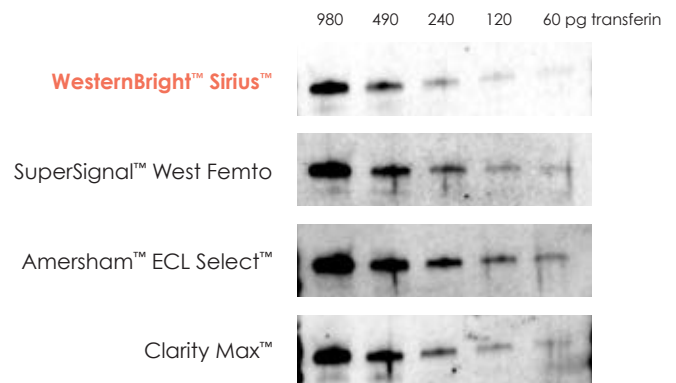 980 490 240 120 60 pg transferin
WesternBright™ Sirius™
SuperSignal™ West Femto
Amersham™ ECL Select™
Clarity Max™